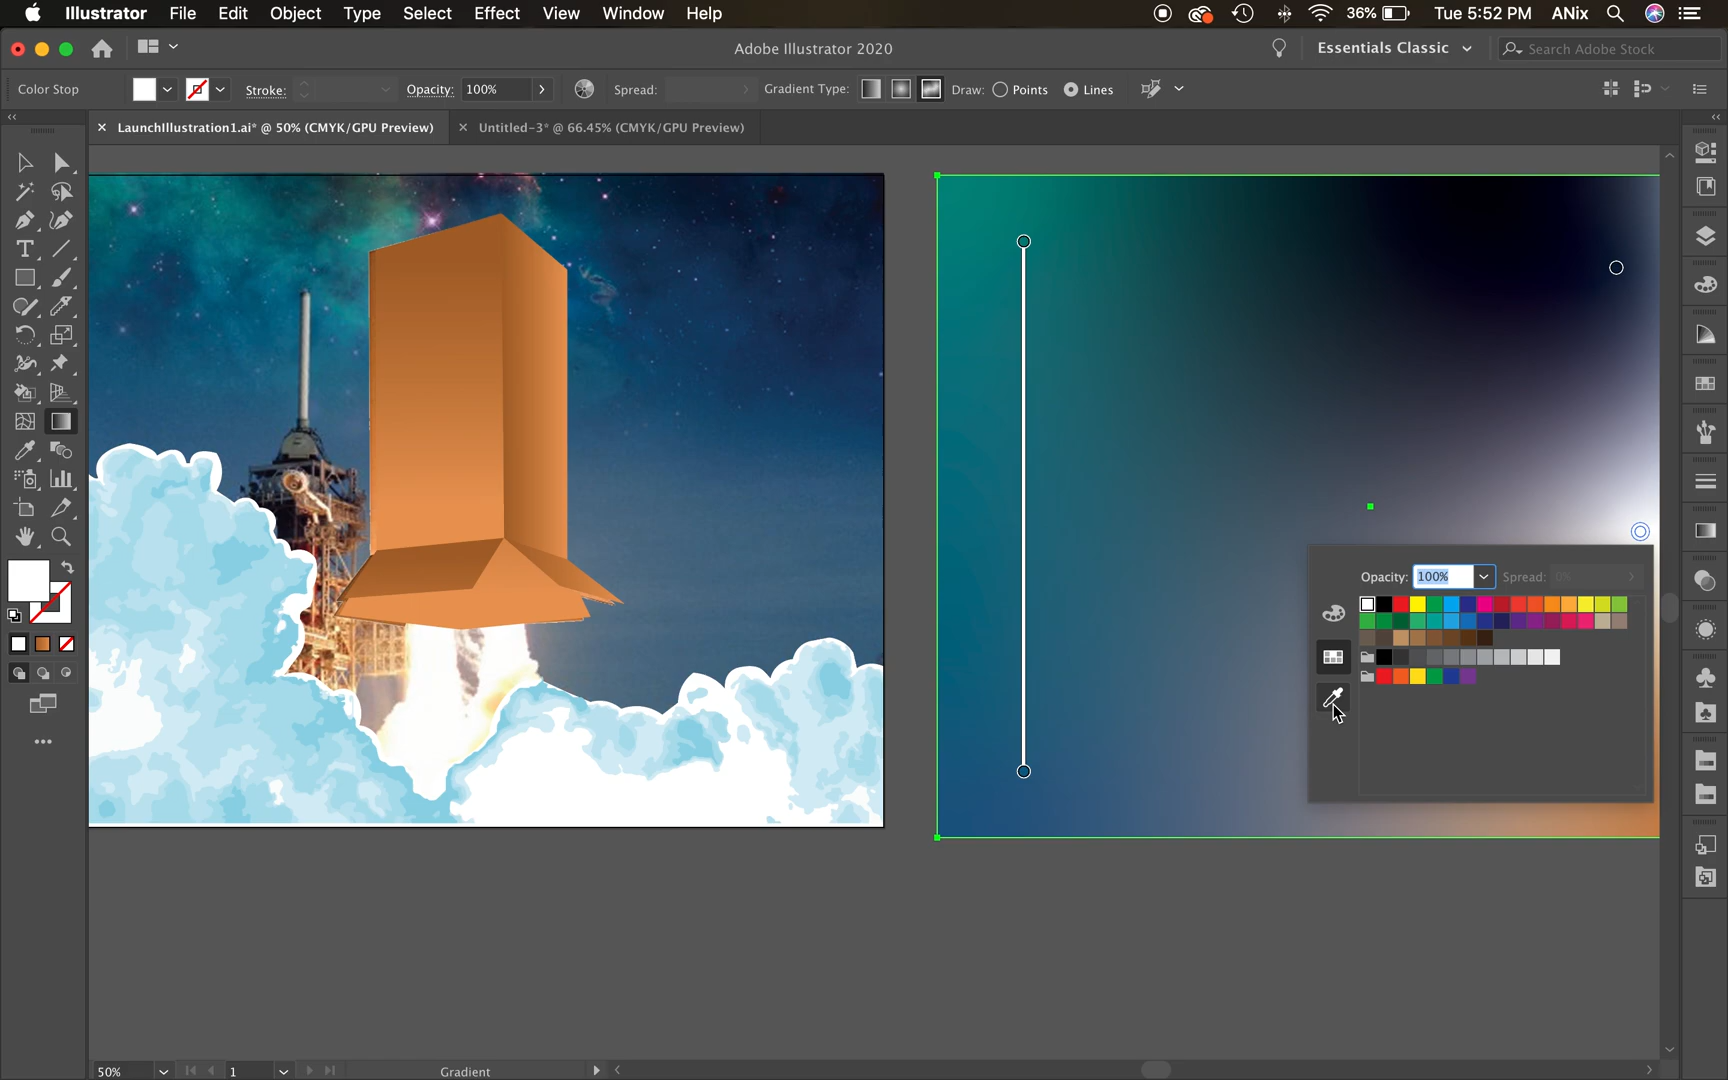 Illustrator File Edit Object Type Select Effect View Window Help 36% Tue 5:52 PM ANix
Adobe Illustrator 2020 Essentials Classic Search Adobe Stock
Color Stop Stroke: Opacity: 100% Spread: Gradient Type: Draw: Points Lines
LaunchIllustration1.ai* @ 50% (CMYK/GPU Preview) Untitled-3* @ 66.45% (CMYK/GPU Preview)
Opacity: 100% Spread: 0%
50% 1 Gradient